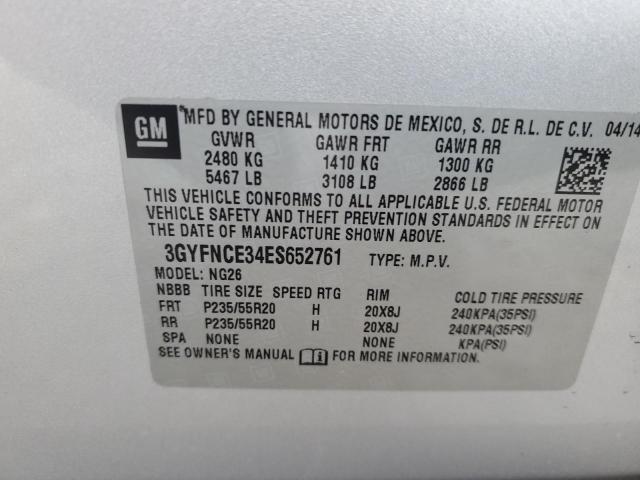 GM
*MFD BY GENERAL MOTORS DE MEXICO, S. DE R.L. DE C.V. 04/14
GVWR GAWR FRT GAWR RR
2480 KG 1410 KG 1300 KG
5467 LB 3108 LB 2866 LB
THIS VEHICLE CONFORMS TO ALL APPLICABLE U.S. FEDERAL MOTOR
VEHICLE SAFETY AND THEFT PREVENTION STANDARDS IN EFFECT ON
THE DATE OF MANUFACTURE SHOWN ABOVE.
3GYFNCE34ES652761 TYPE: M.P.V.
MODEL: NG26
NBBB TIRE SIZE SPEED RTG RIM COLD TIRE PRESSURE
FRT P235/55R20 H 20X8J 240KPA(35PSI)
RR P235/55R20 H 20X8J 240KPA(35PSI)
SPA NONE NONE KPA(PSI)
SEE OWNER'S MANUAL i FOR MORE INFORMATION.